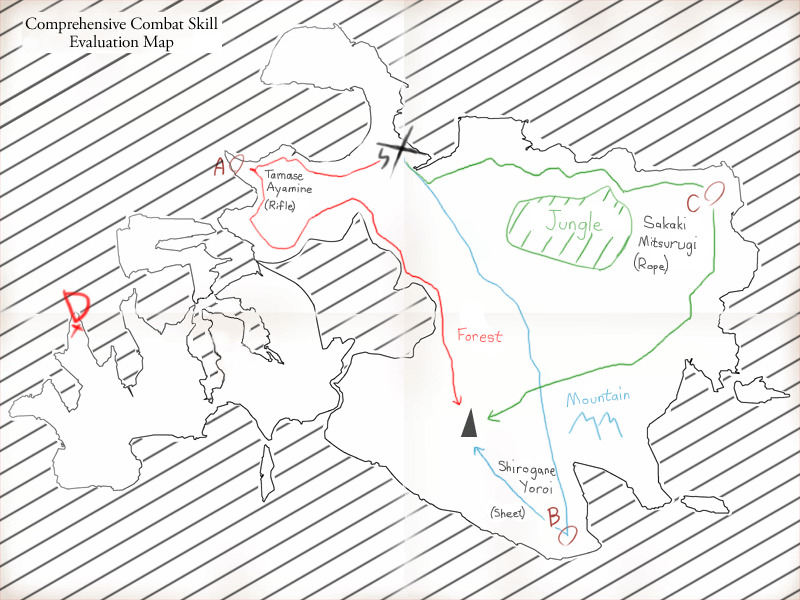 Comprehensive Combat Skill
Evaluation Map
A
Tamase
Ayamine
(Rifle)
C
Jungle
Sakaki
Mitsurugi
(Rope)
D
Forest
Mountain
Shirogane
Yoroi
(Sheet)
B